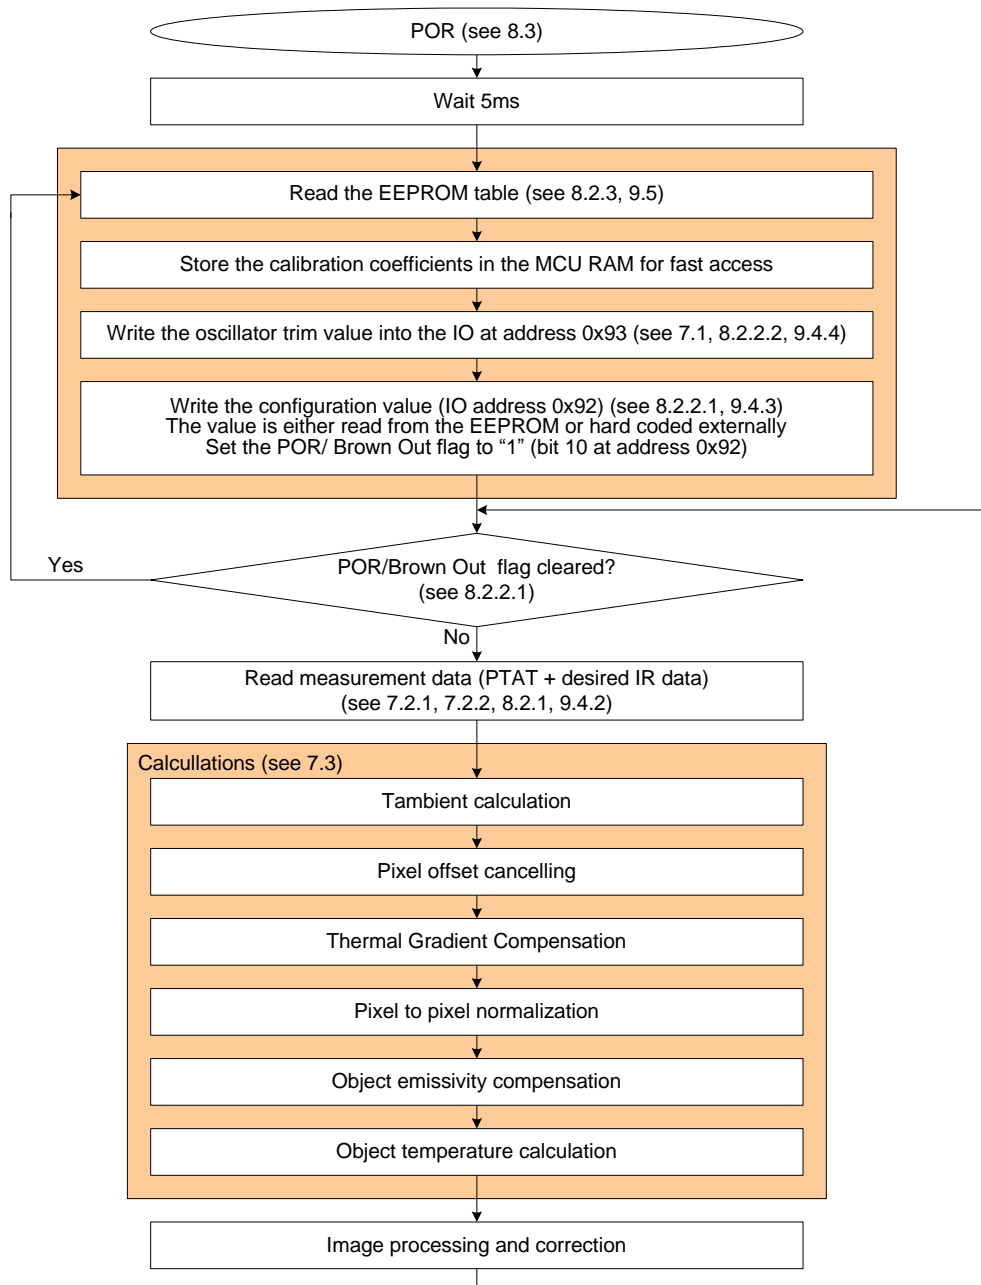 POR (see 8.3)
Wait 5ms
Read the EEPROM table (see 8.2.3, 9.5)
Store the calibration coefficients in the MCU RAM for fast access
Write the oscillator trim value into the IO at address 0x93 (see 7.1, 8.2.2.2, 9.4.4)
Write the configuration value (IO address 0x92) (see 8.2.2.1, 9.4.3)
The value is either read from the EEPROM or hard coded externally
Set the POR/ Brown Out flag to “1” (bit 10 at address 0x92)
Yes
POR/Brown Out  flag cleared?
(see 8.2.2.1)
No
Read measurement data (PTAT + desired IR data)
(see 7.2.1, 7.2.2, 8.2.1, 9.4.2)
Calcullations (see 7.3)
Tambient calculation
Pixel offset cancelling
Thermal Gradient Compensation
Pixel to pixel normalization
Object emissivity compensation
Object temperature calculation
Image processing and correction